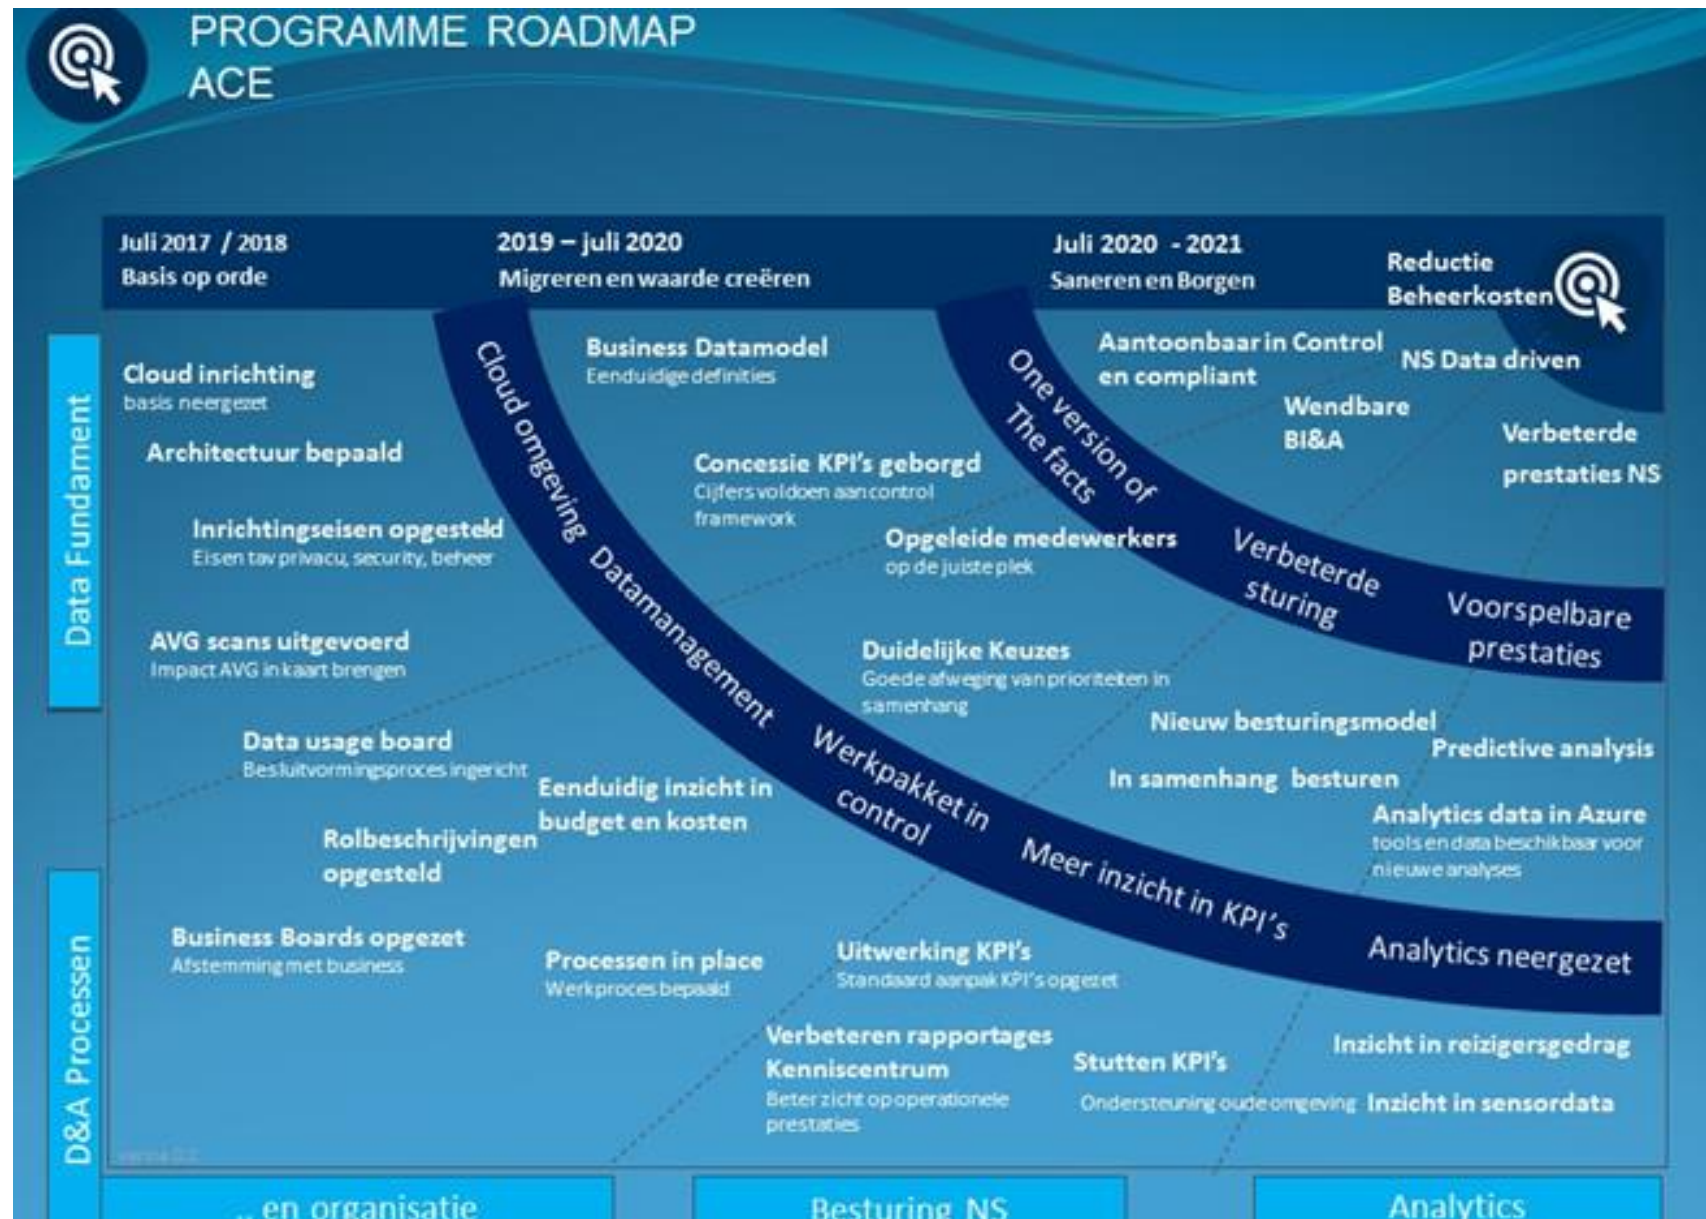 PROGRAMME ROADMAP
ACE
Juli 2017 / 2018
Basis op orde
2019 – juli 2020
Migreren en waarde creëren
Juli 2020 - 2021
Saneren en Borgen
Reductie
Beheerkosten
Data Fundament
D&A Processen
Cloud inrichting
basis neergezet
Architectuur bepaald
Inrichtingseisen opgesteld
Eisen tav privacu, security, beheer
AVG scans uitgevoerd
Impact AVG in kaart brengen
Data usage board
Besluitvormingsproces ingericht
Eenduidig inzicht in
budget en kosten
Rolbeschrijvingen
opgesteld
Business Boards opgezet
Afstemming met business
Processen in place
Werkproces bepaald
Cloud omgeving
Datamanagement
Werkpakket in
control
Meer inzicht in KPI's
Analytics neergezet
Business Datamodel
Eenduidige definities
Concessie KPI's geborgd
Cijfers voldoen aan control
framework
Opgeleide medewerkers
op de juiste plek
Duidelijke Keuzes
Goede afweging van prioriteiten in
samenhang
Nieuw besturingsmodel
In samenhang besturen
Predictive analysis
Analytics data in Azure
tools en data beschikbaar voor
nieuwe analyses
One version of
The facts
Verbeterde
sturing
Voorspelbare
prestaties
Aantoonbaar in Control
en compliant
NS Data driven
Wendbare
BI&A
Verbeterde
prestaties NS
Uitwerking KPI's
Standaard aanpak KPI's opgezet
Verbeteren rapportages
Kenniscentrum
Beter zicht op operationele
prestaties
Stutten KPI's
Ondersteuning oude omgeving
Inzicht in reizigersgedrag
Inzicht in sensordata
.. en organisatie
Besturing NS
Analytics